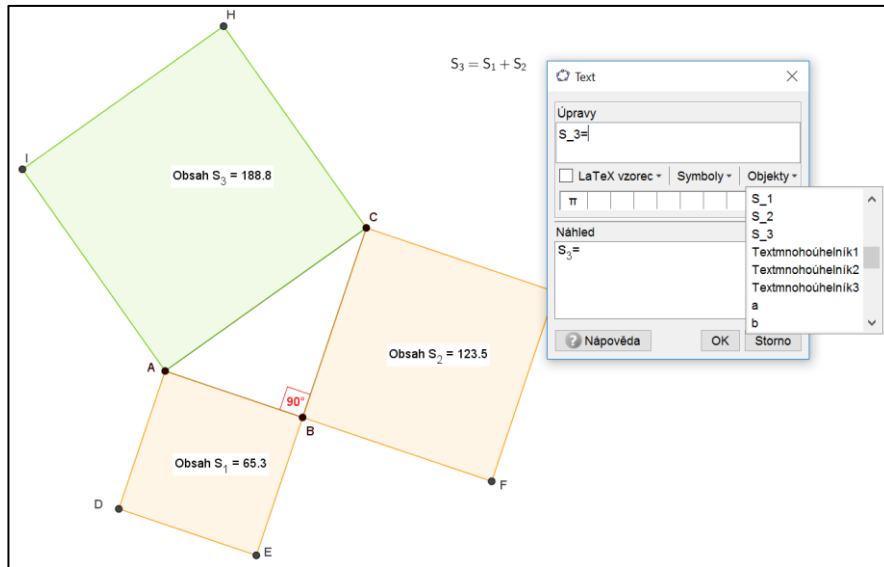 H
S₃ = S₁ + S₂
I
Obsah S₃ = 188.8
C
A
90°
B
Obsah S₂ = 123.5
Obsah S₁ = 65.3
D
E
F
Text
Úpravy
S_3=
LaTeX vzorec
Symboly
Objekty
π
S_1
S_2
S_3
Textmnohoúhelník1
Textmnohoúhelník2
Textmnohoúhelník3
a
b
Náhled
S₃=
? Nápověda
OK
Storno